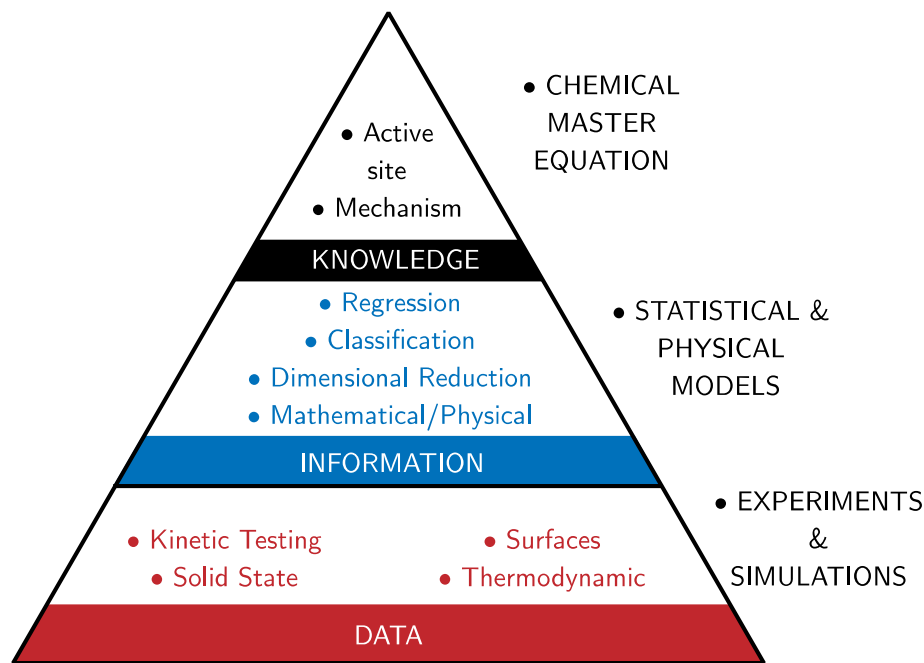 • CHEMICAL
MASTER
EQUATION
• Active
site
• Mechanism
KNOWLEDGE
• Regression
• Classification
• Dimensional Reduction
• Mathematical/Physical
• STATISTICAL &
PHYSICAL
MODELS
INFORMATION
• EXPERIMENTS
&
SIMULATIONS
• Kinetic Testing
• Solid State
• Surfaces
• Thermodynamic
DATA